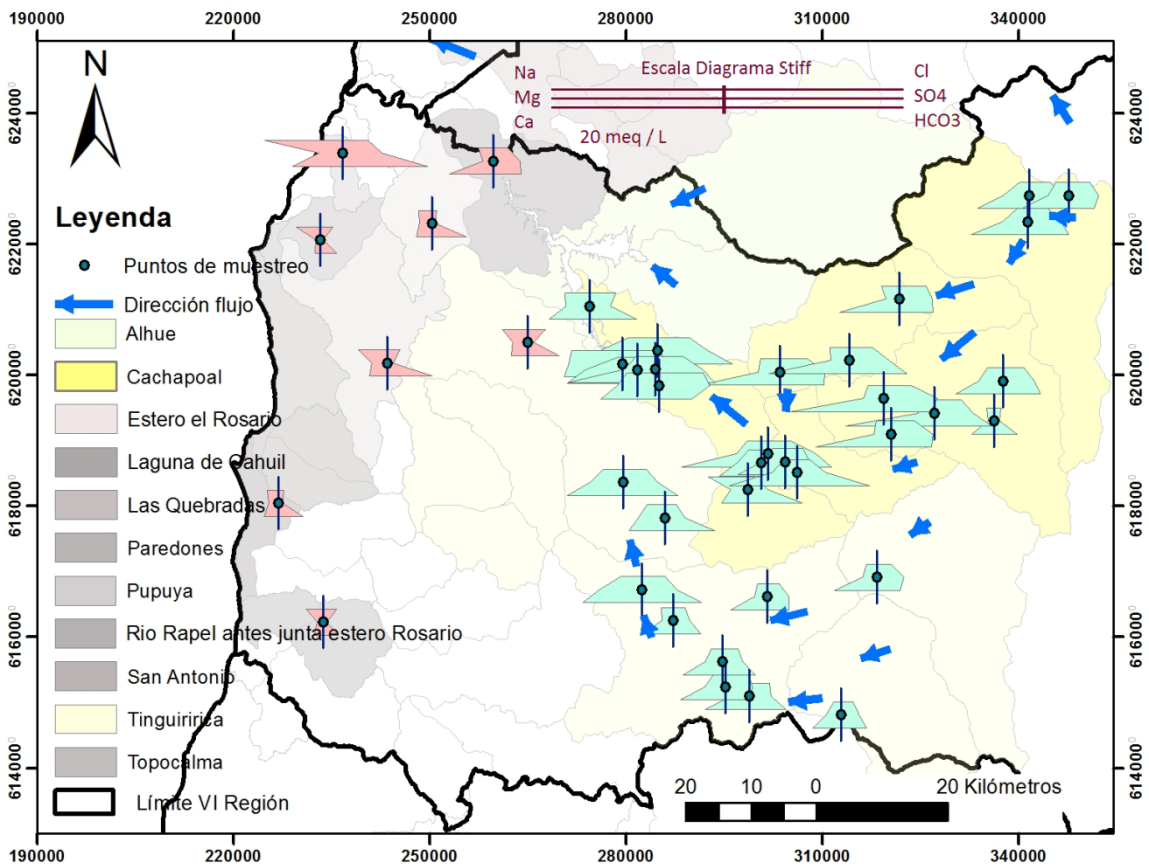 190000 220000 250000 280000 310000 340000
N
Na Escala Diagrama Stiff Cl
Mg SO4
Ca HCO3
20 meq / L
6240000 6240000
Leyenda
6220000 6220000
Puntos de muestreo
Dirección flujo
Alhue
6200000 6200000
Cachapoal
Estero el Rosario
Laguna de Cahuil
6180000 6180000
Las Quebradas
Paredones
Pupuya
6160000 6160000
Rio Rapel antes junta estero Rosario
San Antonio
Tinguiririca
Topocalma
6140000 6140000
Límite VI Región
20 10 0 20 Kilómetros
190000 220000 250000 280000 310000 340000